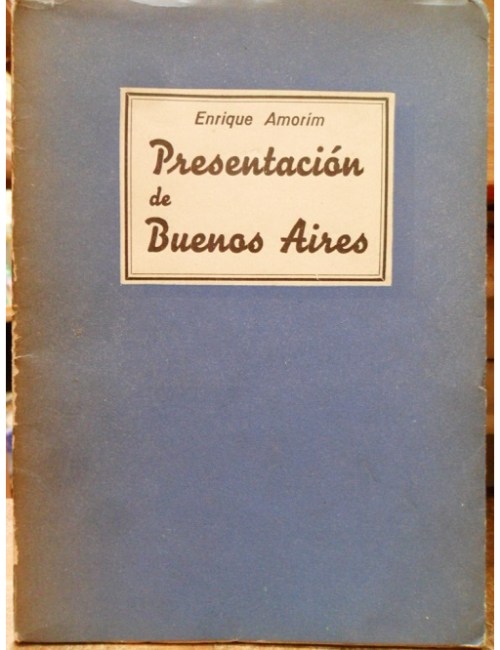 Enrique Amorim
Presentación
de
Buenos Aires